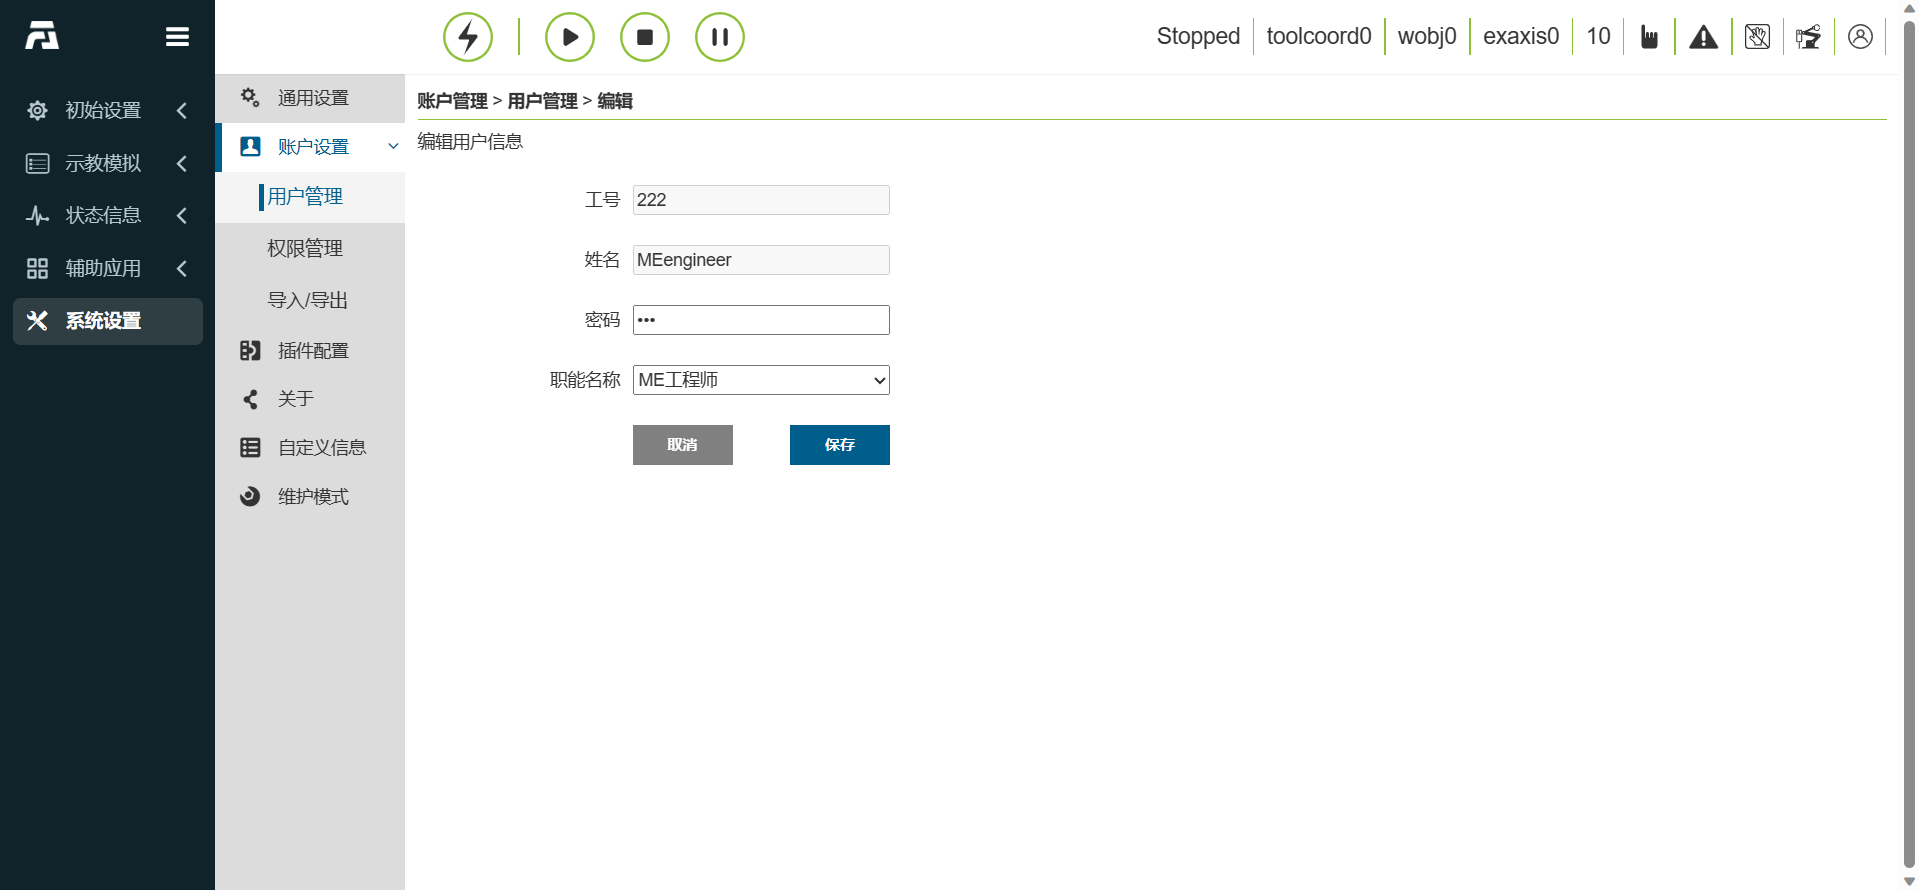 Stopped toolcoord0 wobj0 exaxis0 10
初始设置
示教模拟
状态信息
辅助应用
系统设置
通用设置
账户设置
用户管理
权限管理
导入/导出
插件配置
关于
自定义信息
维护模式
账户管理 > 用户管理 > 编辑
编辑用户信息
工号 222
姓名 MEengineer
密码 •••
职能名称 ME工程师
取消 保存